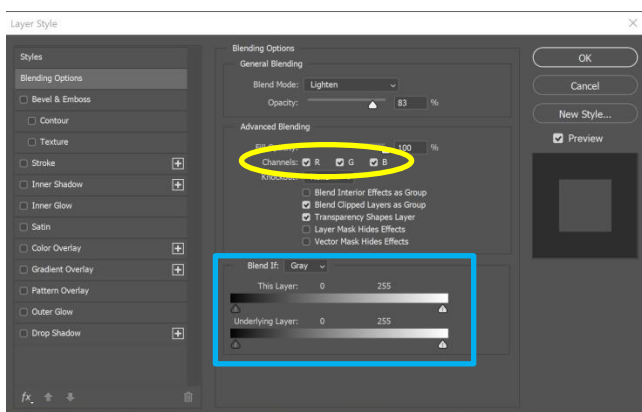 Layer Style
Styles
Blending Options
Bevel & Emboss
Contour
Texture
Stroke
Inner Shadow
Inner Glow
Satin
Color Overlay
Gradient Overlay
Pattern Overlay
Outer Glow
Drop Shadow
fx
Blending Options
General Blending
Blend Mode: Lighten
Opacity: 83 %
Advanced Blending
100 %
Channels: R G B
Blend Interior Effects as Group
Blend Clipped Layers as Group
Transparency Shapes Layer
Layer Mask Hides Effects
Vector Mask Hides Effects
Blend If: Gray
This Layer: 0 255
Underlying Layer: 0 255
OK
Cancel
New Style...
Preview